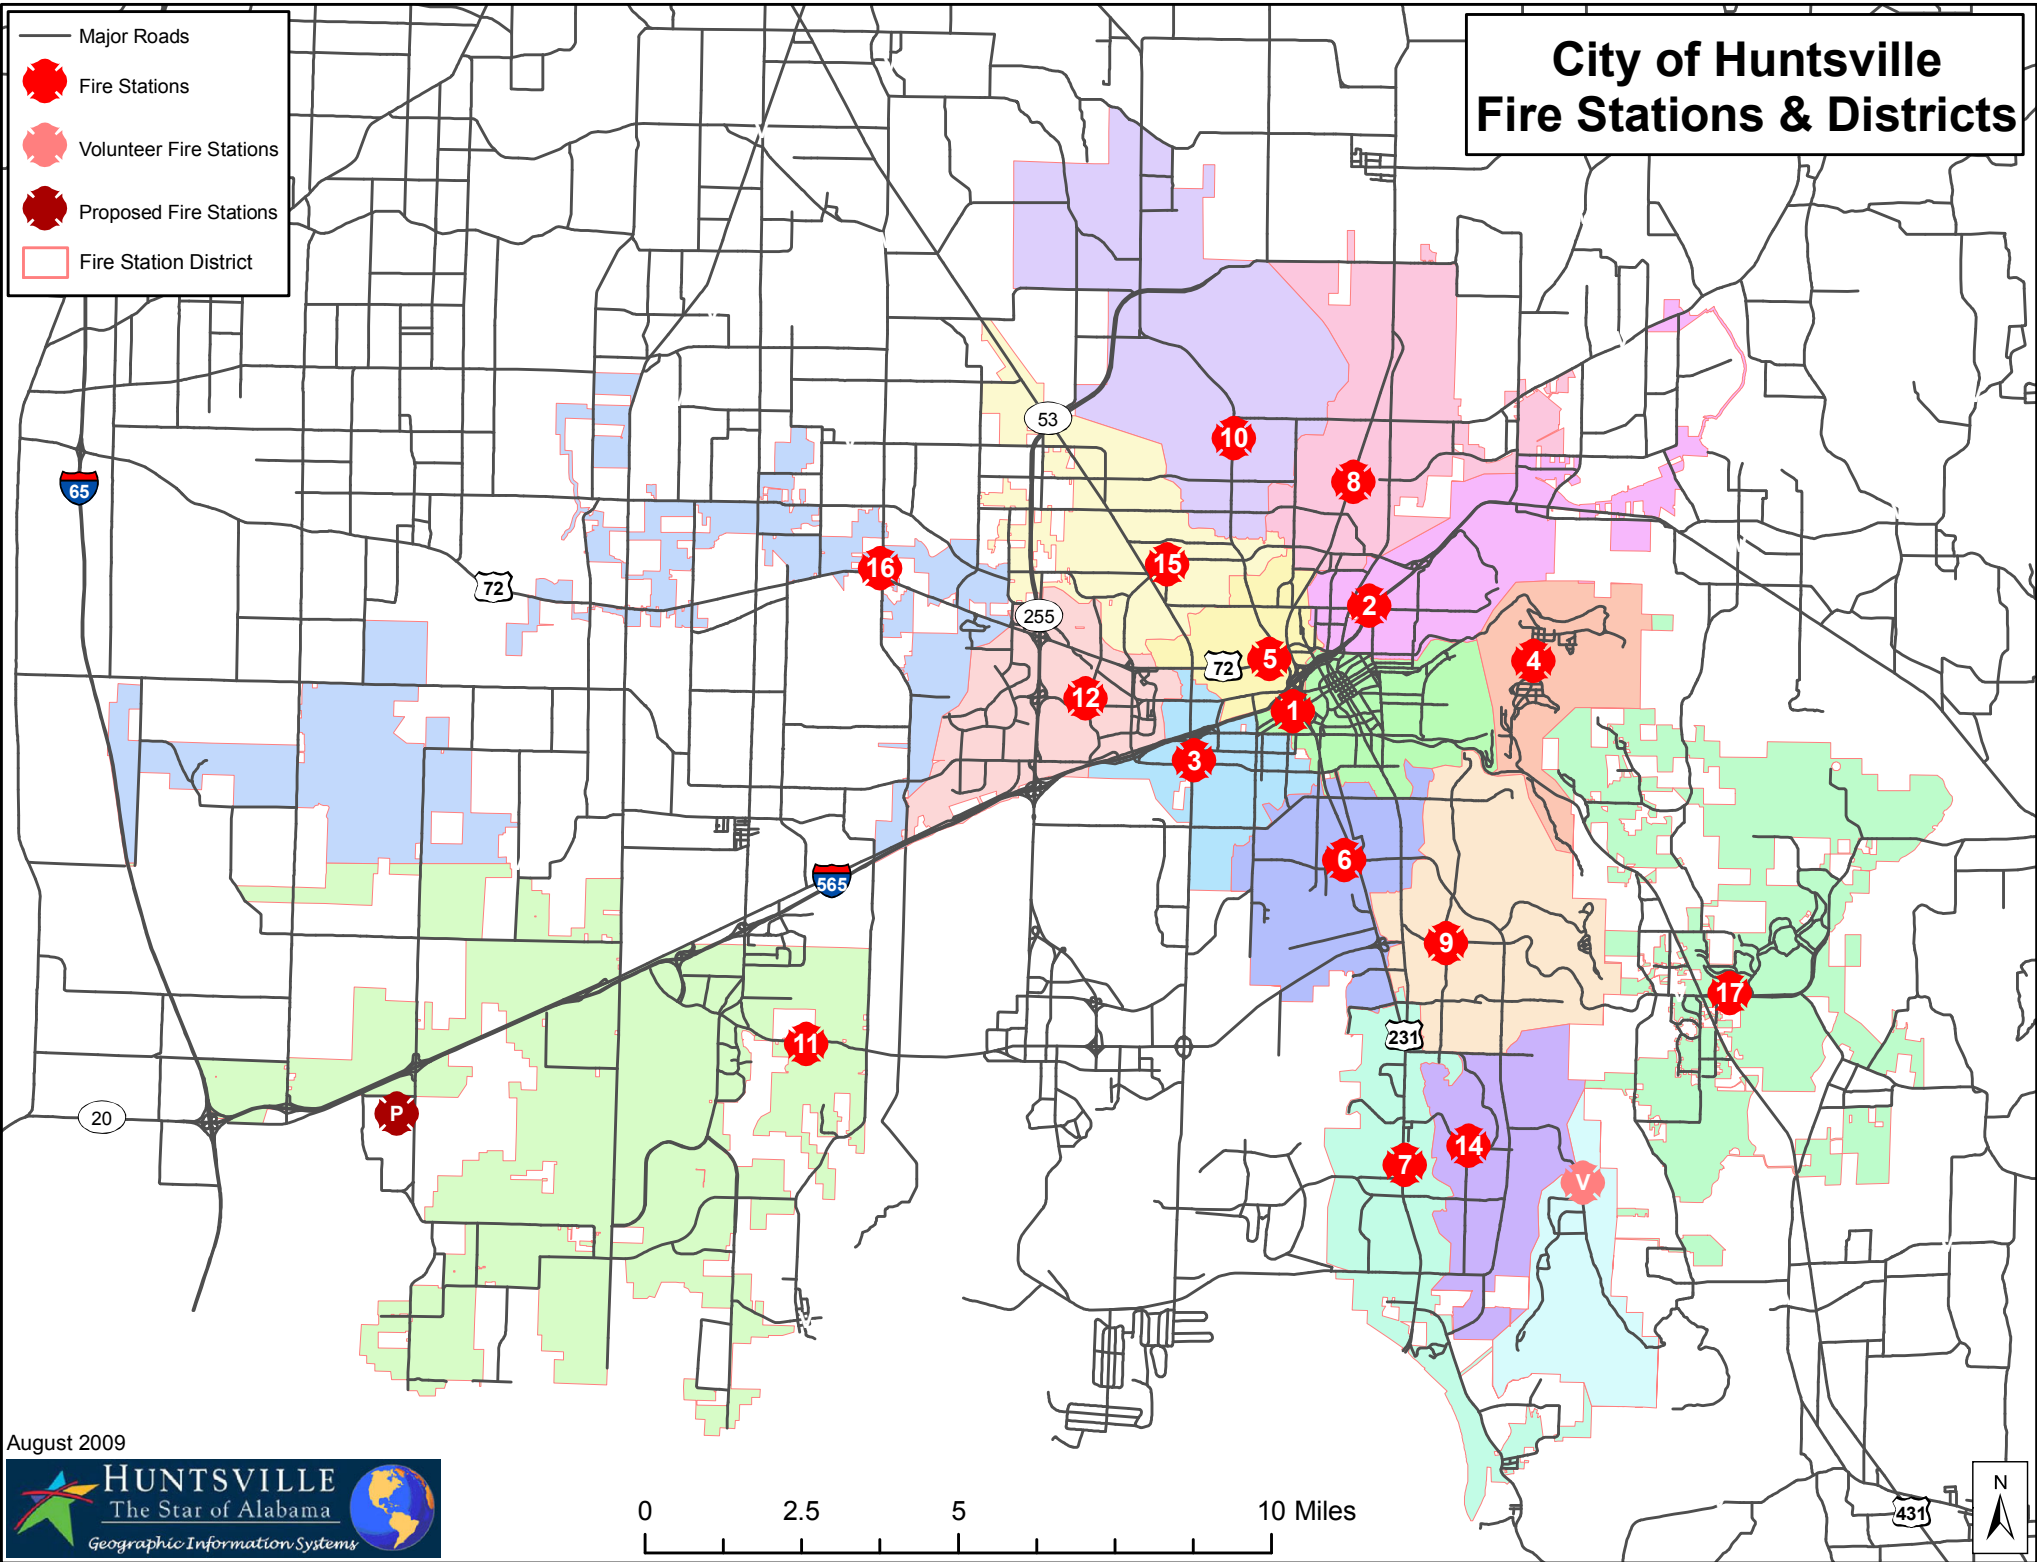 Major Roads
Fire Stations
Volunteer Fire Stations
Proposed Fire Stations
Fire Station District
City of Huntsville
Fire Stations & Districts
53
10
8
65
16
15
72
2
255
5
72
4
12
1
3
6
565
9
17
11
231
20
P
14
7
V
August 2009
HUNTSVILLE
The Star of Alabama
Geographic Information Systems
0 2.5 5 10 Miles
N
431